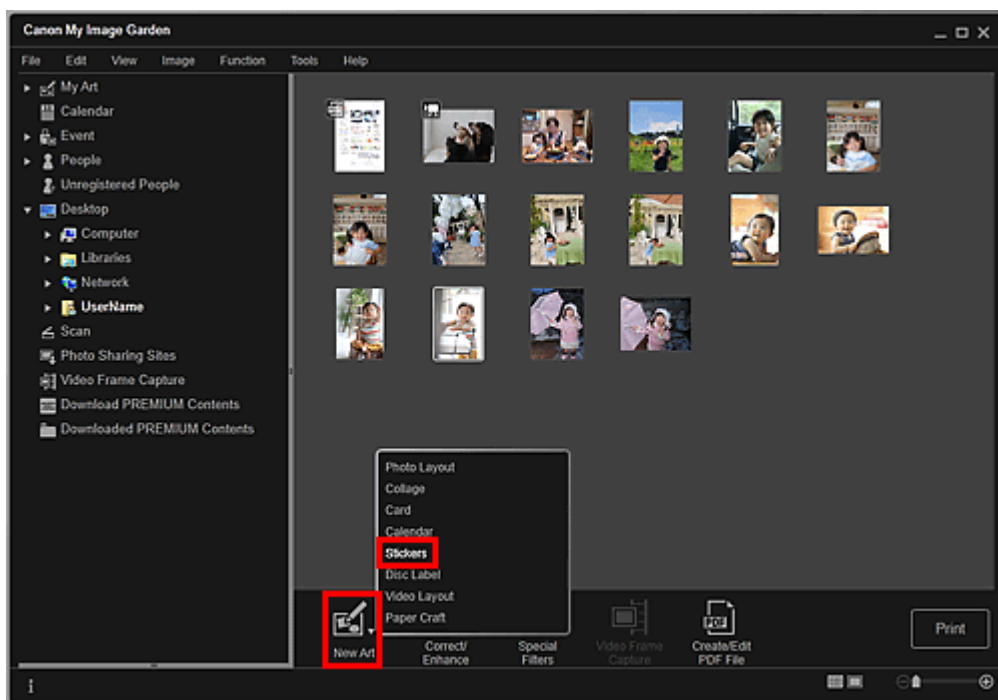 Canon My Image Garden
File Edit View Image Function Tools Help
My Art
Calendar
Event
People
Unregistered People
Desktop
Computer
Libraries
Network
UserName
Scan
Photo Sharing Sites
Video Frame Capture
Download PREMIUM Contents
Downloaded PREMIUM Contents
Photo Layout
Collage
Card
Calendar
Stickers
Disc Label
Video Layout
Paper Craft
New Art
Correct/
Enhance
Special
Filters
Video Frame
Capture
PDF
Create/Edit
PDF File
Print